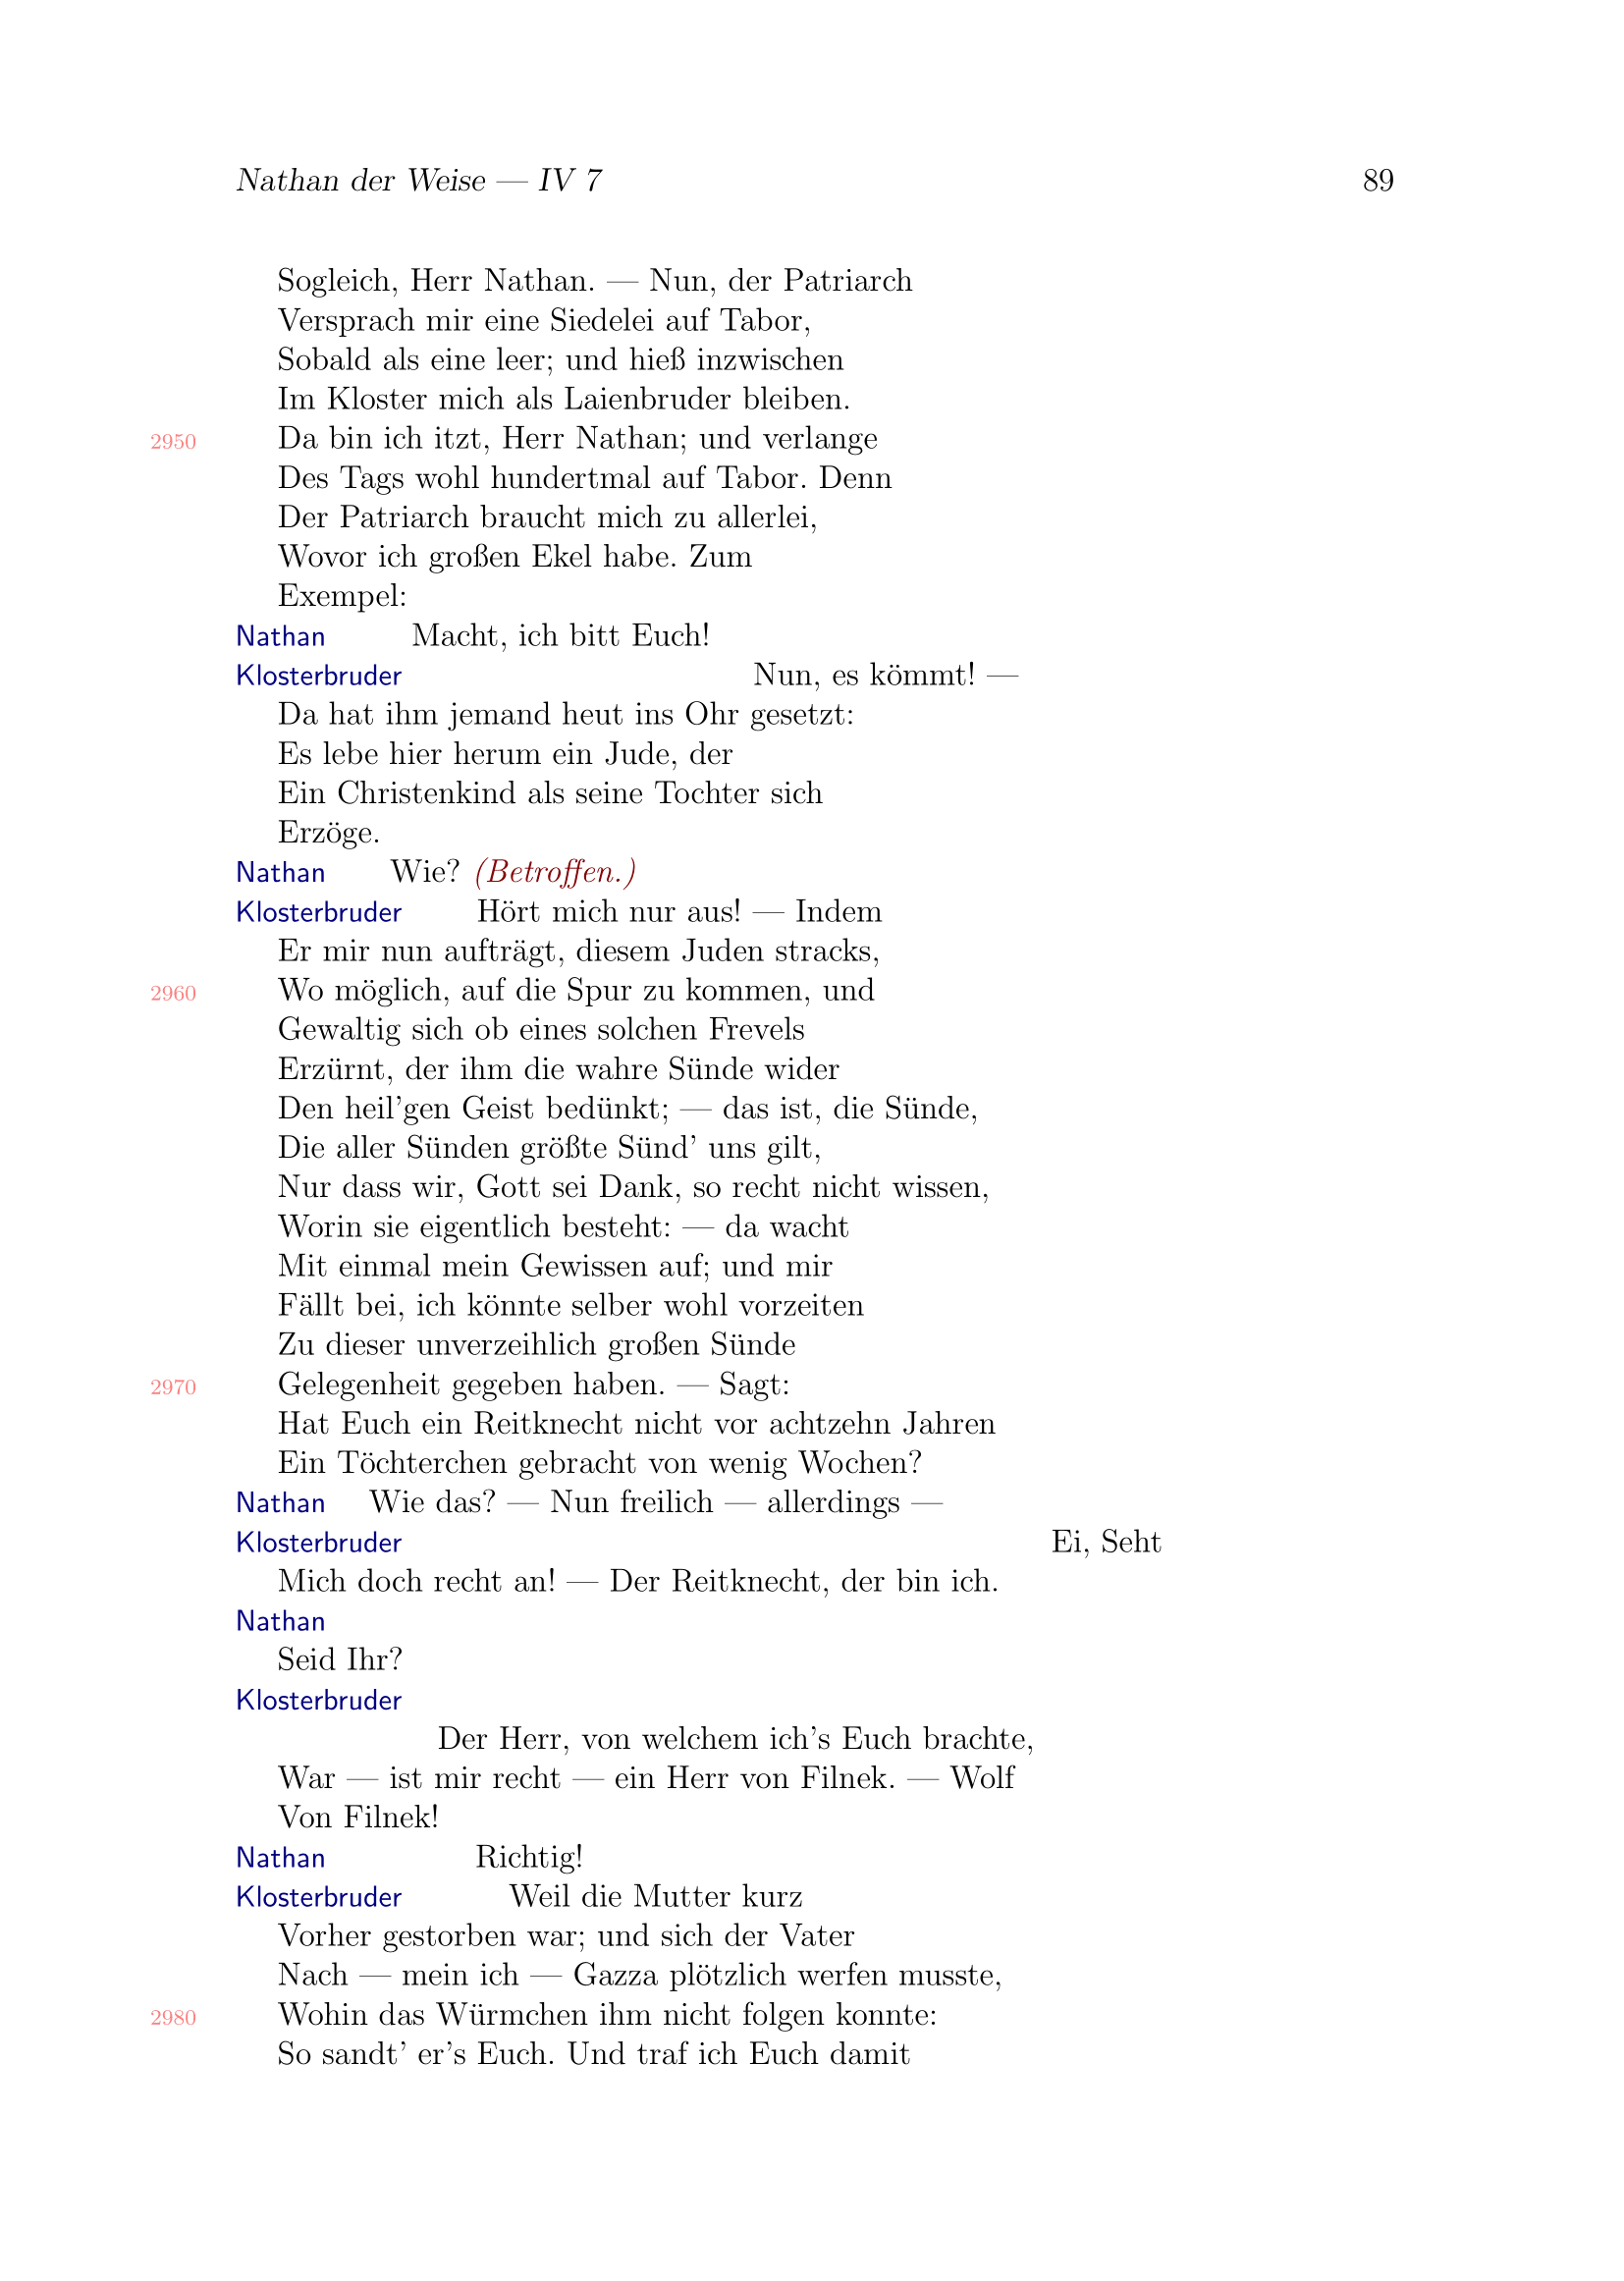 Nathan der Weise — IV 7 89
Sogleich, Herr Nathan. — Nun, der Patriarch
Versprach mir eine Siedelei auf Tabor,
Sobald als eine leer; und hieß inzwischen
Im Kloster mich als Laienbruder bleiben.
2950 Da bin ich itzt, Herr Nathan; und verlange
Des Tags wohl hundertmal auf Tabor. Denn
Der Patriarch braucht mich zu allerlei,
Wovor ich großen Ekel habe. Zum
Exempel:
Nathan Macht, ich bitt Euch!
Klosterbruder Nun, es kömmt! —
Da hat ihm jemand heut ins Ohr gesetzt:
Es lebe hier herum ein Jude, der
Ein Christenkind als seine Tochter sich
Erzöge.
Nathan Wie? (Betroffen.)
Klosterbruder Hört mich nur aus! — Indem
Er mir nun aufträgt, diesem Juden stracks,
2960 Wo möglich, auf die Spur zu kommen, und
Gewaltig sich ob eines solchen Frevels
Erzürnt, der ihm die wahre Sünde wider
Den heil’gen Geist bedünkt; — das ist, die Sünde,
Die aller Sünden größte Sünd’ uns gilt,
Nur dass wir, Gott sei Dank, so recht nicht wissen,
Worin sie eigentlich besteht: — da wacht
Mit einmal mein Gewissen auf; und mir
Fällt bei, ich könnte selber wohl vorzeiten
Zu dieser unverzeihlich großen Sünde
2970 Gelegenheit gegeben haben. — Sagt:
Hat Euch ein Reitknecht nicht vor achtzehn Jahren
Ein Töchterchen gebracht von wenig Wochen?
Nathan Wie das? — Nun freilich — allerdings —
Klosterbruder Ei, Seht
Mich doch recht an! — Der Reitknecht, der bin ich.
Nathan
Seid Ihr?
Klosterbruder
Der Herr, von welchem ich’s Euch brachte,
War — ist mir recht — ein Herr von Filnek. — Wolf
Von Filnek!
Nathan Richtig!
Klosterbruder Weil die Mutter kurz
Vorher gestorben war; und sich der Vater
Nach — mein ich — Gazza plötzlich werfen musste,
2980 Wohin das Würmchen ihm nicht folgen konnte:
So sandt’ er’s Euch. Und traf ich Euch damit